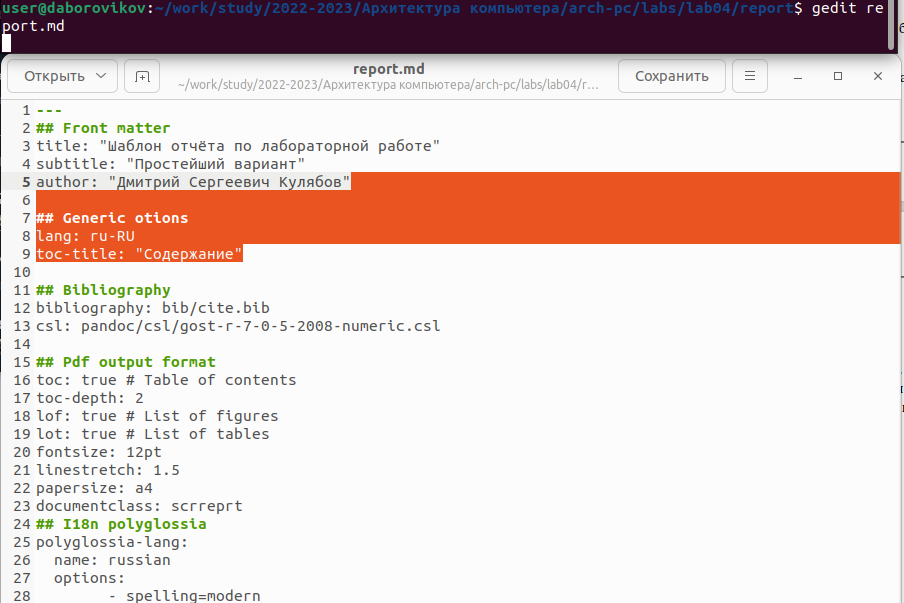 user@daborovikov:~/work/study/2022-2023/Архитектура компьютера/arch-pc/labs/lab04/report$ gedit re
port.md
Открыть
report.md
~/work/study/2022-2023/Архитектура компьютера/arch-pc/labs/lab04/r…
Сохранить
1 ---
2 ## Front matter
3 title: "Шаблон отчёта по лабораторной работе"
4 subtitle: "Простейший вариант"
5 author: "Дмитрий Сергеевич Кулябов"
6
7 ## Generic otions
8 lang: ru-RU
9 toc-title: "Содержание"
10
11 ## Bibliography
12 bibliography: bib/cite.bib
13 csl: pandoc/csl/gost-r-7-0-5-2008-numeric.csl
14
15 ## Pdf output format
16 toc: true # Table of contents
17 toc-depth: 2
18 lof: true # List of figures
19 lot: true # List of tables
20 fontsize: 12pt
21 linestretch: 1.5
22 papersize: a4
23 documentclass: scrreprt
24 ## I18n polyglossia
25 polyglossia-lang:
26   name: russian
27   options:
28         - spelling=modern